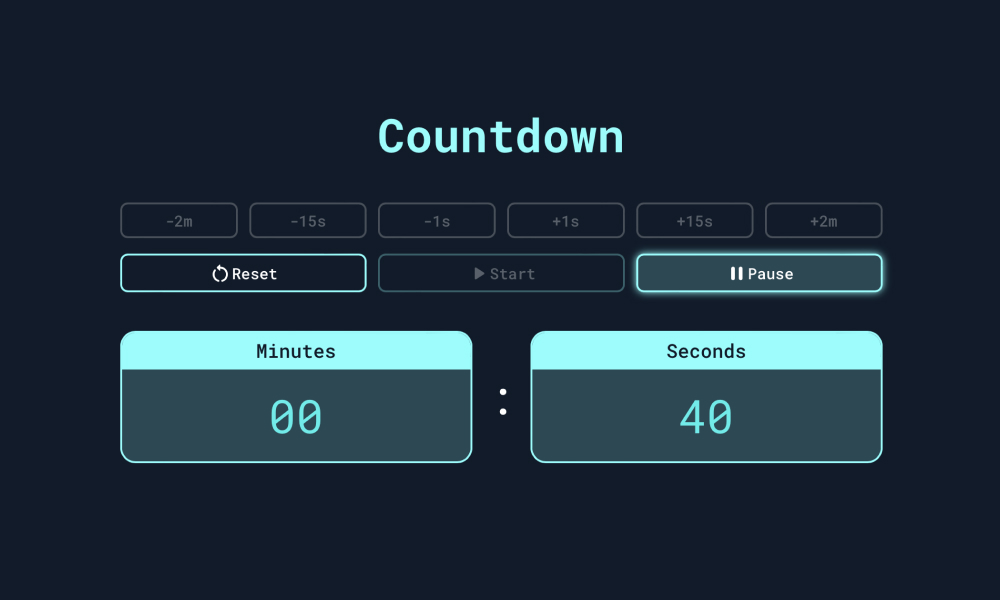 Countdown
-2m -15s -1s +1s +15s +2m
Reset Start Pause
Minutes Seconds
00 : 40